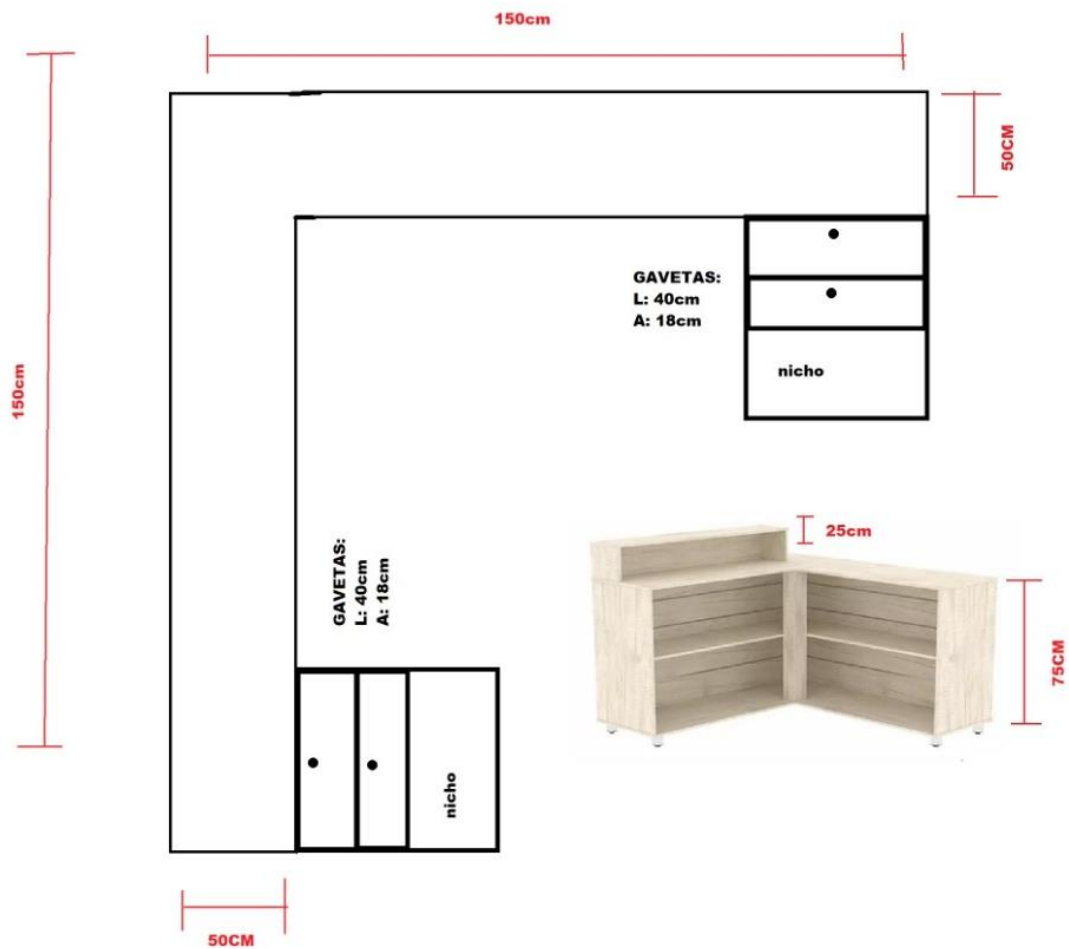 150cm
50CM
GAVETAS:
L: 40cm
A: 18cm
nicho
150cm
25cm
75CM
GAVETAS:
L: 40cm
A: 18cm
nicho
50CM